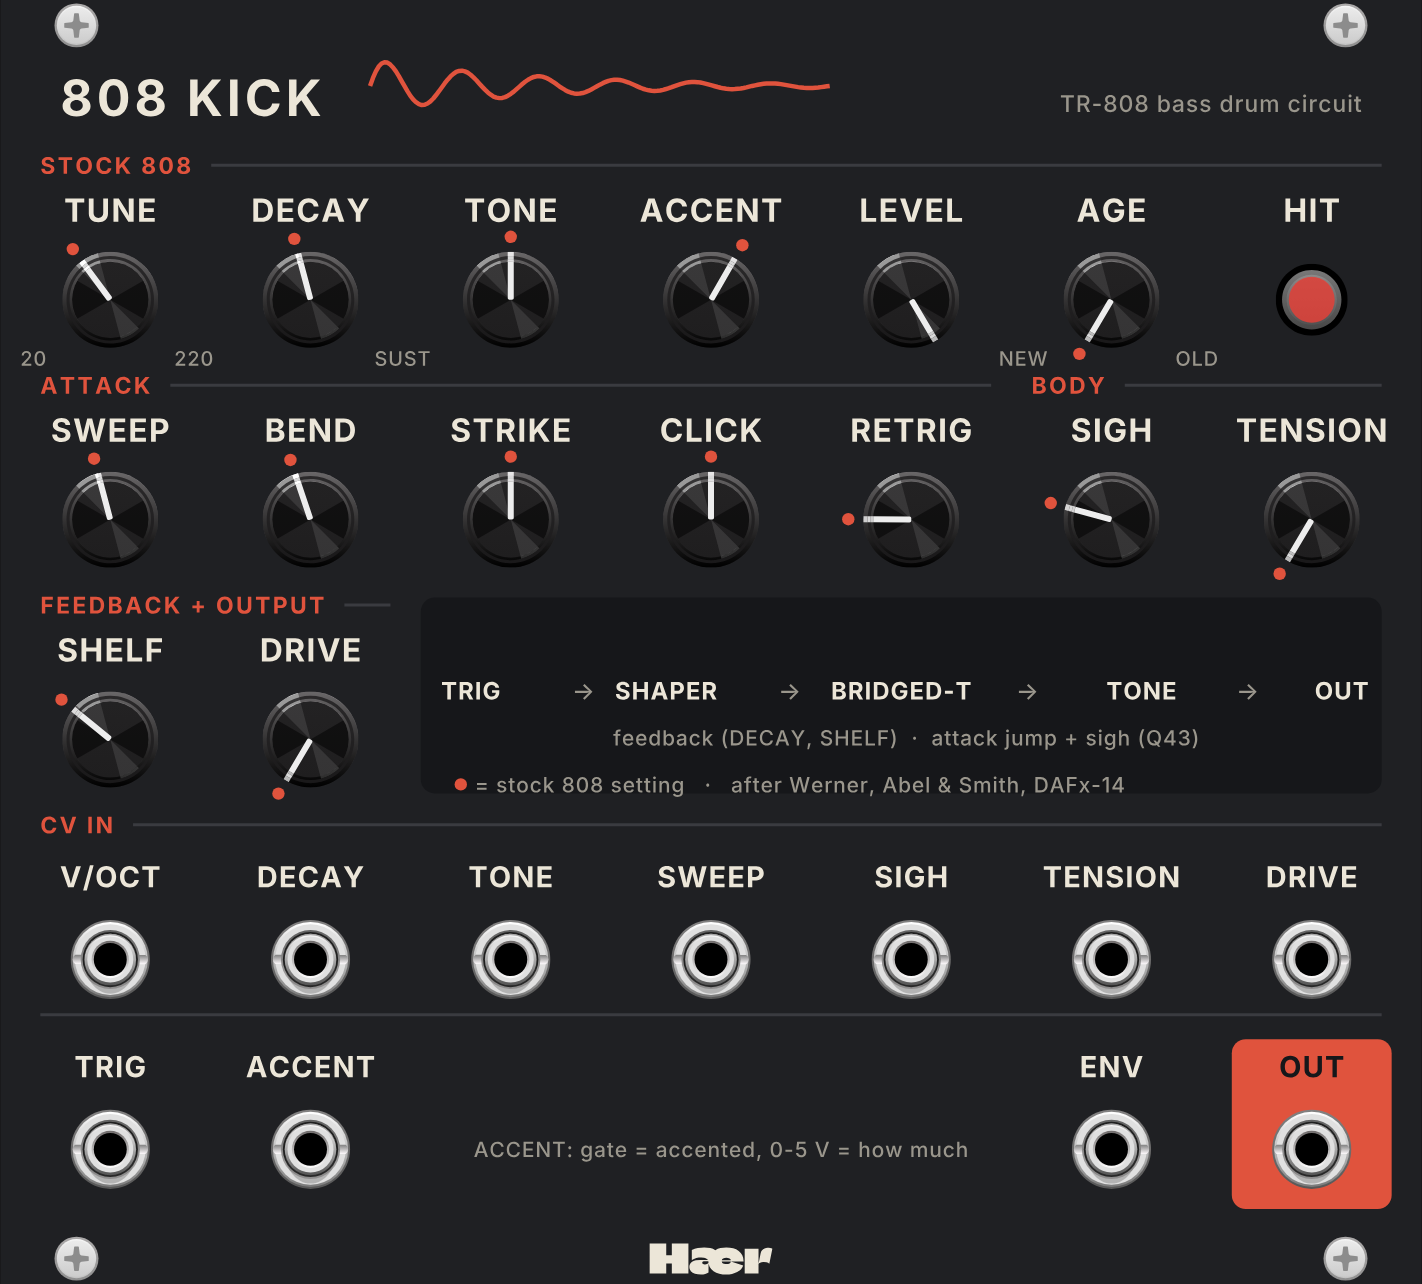 808 KICK
TR-808 bass drum circuit
STOCK 808
TUNE DECAY TONE ACCENT LEVEL AGE HIT
20 220 SUST NEW OLD
ATTACK BODY
SWEEP BEND STRIKE CLICK RETRIG SIGH TENSION
FEEDBACK + OUTPUT
SHELF DRIVE
TRIG → SHAPER → BRIDGED-T → TONE → OUT
feedback (DECAY, SHELF) · attack jump + sigh (Q43)
= stock 808 setting · after Werner, Abel & Smith, DAFx-14
CV IN
V/OCT DECAY TONE SWEEP SIGH TENSION DRIVE
TRIG ACCENT ENV OUT
ACCENT: gate = accented, 0-5 V = how much
Hær